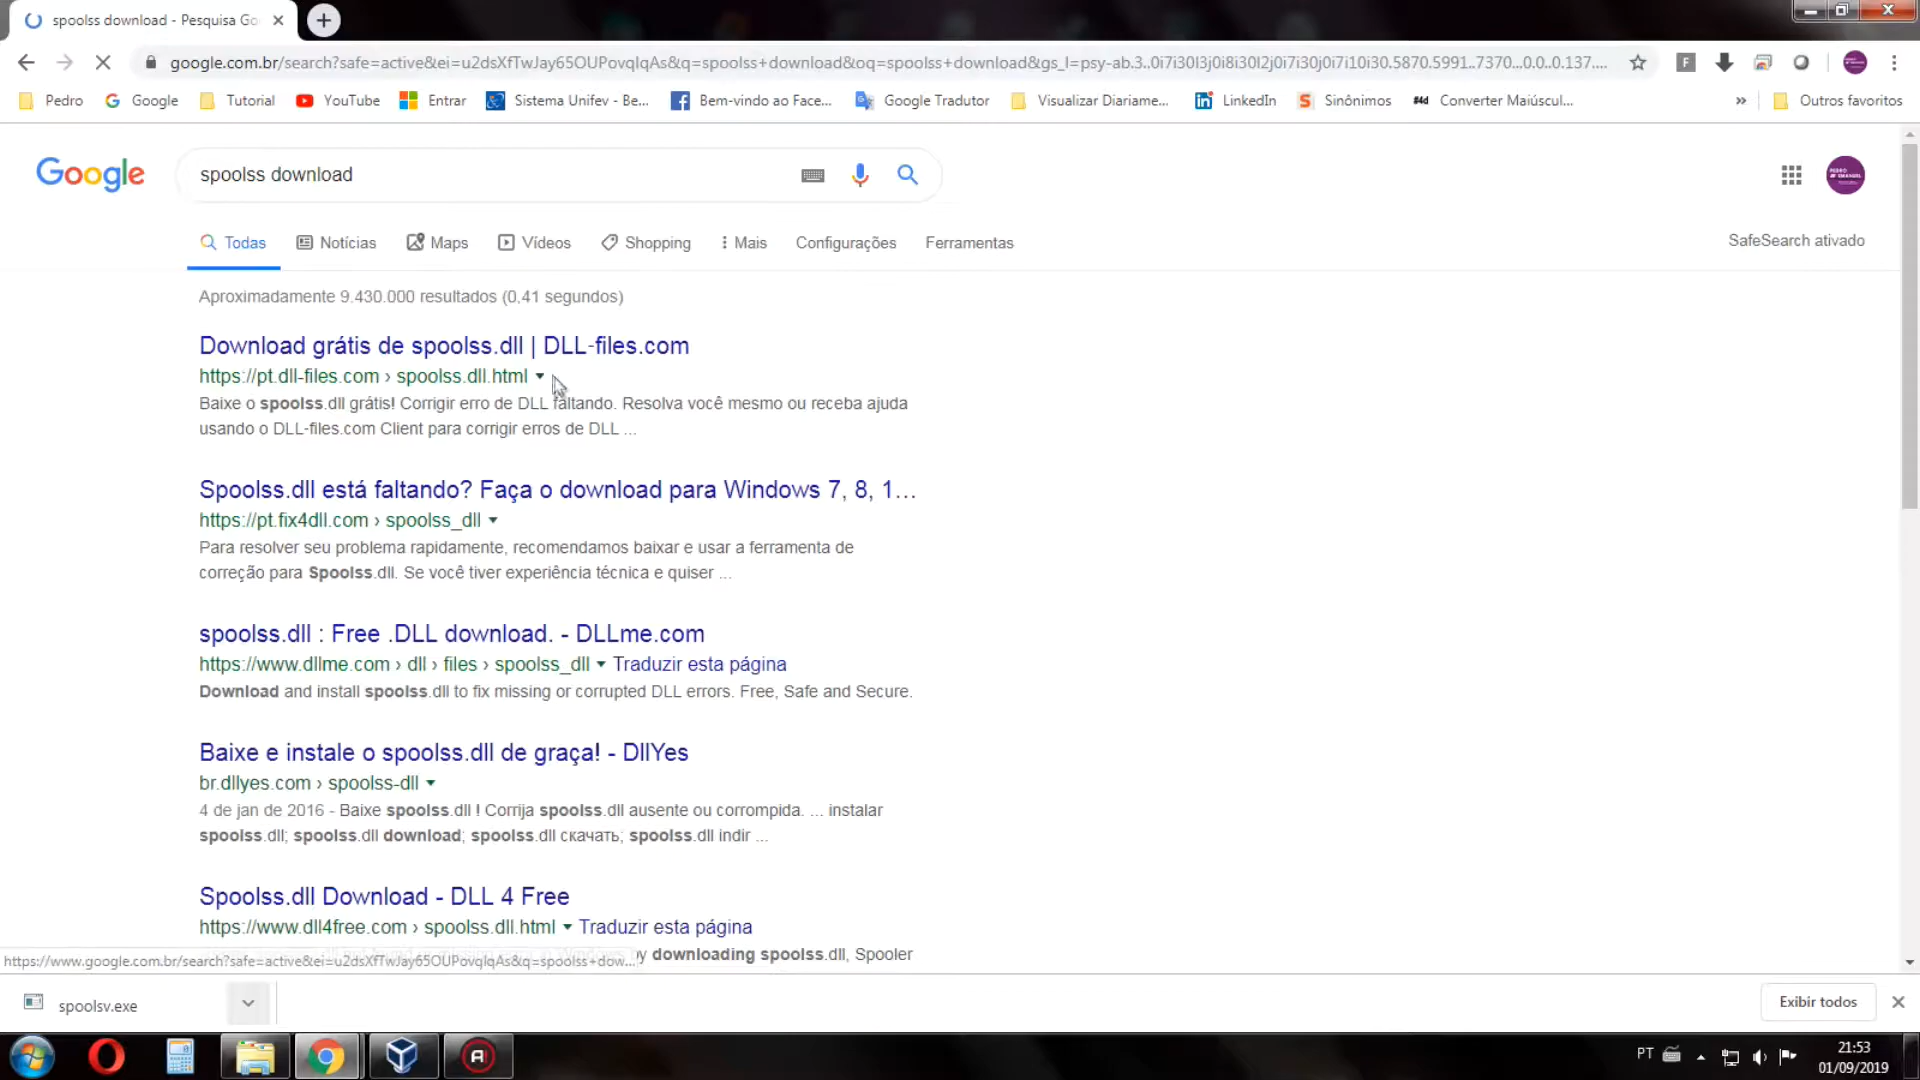 spoolss download - Pesquisa Go
google.com.br/search?safe=active&ei=u2dsXfTwJay65OUPovqIqAs&q=spoolss+download&oq=spoolss+download&gs_l=psy-ab.3..0i7i30l3j0i8i30l2j0i7i30j0i7i10i30.5870.5991..7370...0.0..0.137....
Pedro Google Tutorial YouTube Entrar Sistema Unifev - Be... Bem-vindo ao Face... Google Tradutor Visualizar Diariame... LinkedIn Sinônimos Converter Maiúscul... » Outros favoritos
Google spoolss download
Todas Notícias Maps Vídeos Shopping Mais Configurações Ferramentas SafeSearch ativado
Aproximadamente 9.430.000 resultados (0,41 segundos)
Download grátis de spoolss.dll | DLL-files.com
https://pt.dll-files.com › spoolss.dll.html
Baixe o spoolss.dll grátis! Corrigir erro de DLL faltando. Resolva você mesmo ou receba ajuda
usando o DLL-files.com Client para corrigir erros de DLL ...
Spoolss.dll está faltando? Faça o download para Windows 7, 8, 1...
https://pt.fix4dll.com › spoolss_dll
Para resolver seu problema rapidamente, recomendamos baixar e usar a ferramenta de
correção para Spoolss.dll. Se você tiver experiência técnica e quiser ...
spoolss.dll : Free .DLL download. - DLLme.com
https://www.dllme.com › dll › files › spoolss_dll Traduzir esta página
Download and install spoolss.dll to fix missing or corrupted DLL errors. Free, Safe and Secure.
Baixe e instale o spoolss.dll de graça! - DllYes
br.dllyes.com › spoolss-dll
4 de jan de 2016 - Baixe spoolss.dll ! Corrija spoolss.dll ausente ou corrompida. ... instalar
spoolss.dll; spoolss.dll download; spoolss.dll скачать; spoolss.dll indir ...
Spoolss.dll Download - DLL 4 Free
https://www.dll4free.com › spoolss.dll.html Traduzir esta página
by downloading spoolss.dll, Spooler
https://www.google.com.br/search?safe=active&ei=u2dsXfTwJay65OUPovqIqAs&q=spoolss+dow...
spoolsv.exe Exibir todos
PT 21:53
01/09/2019